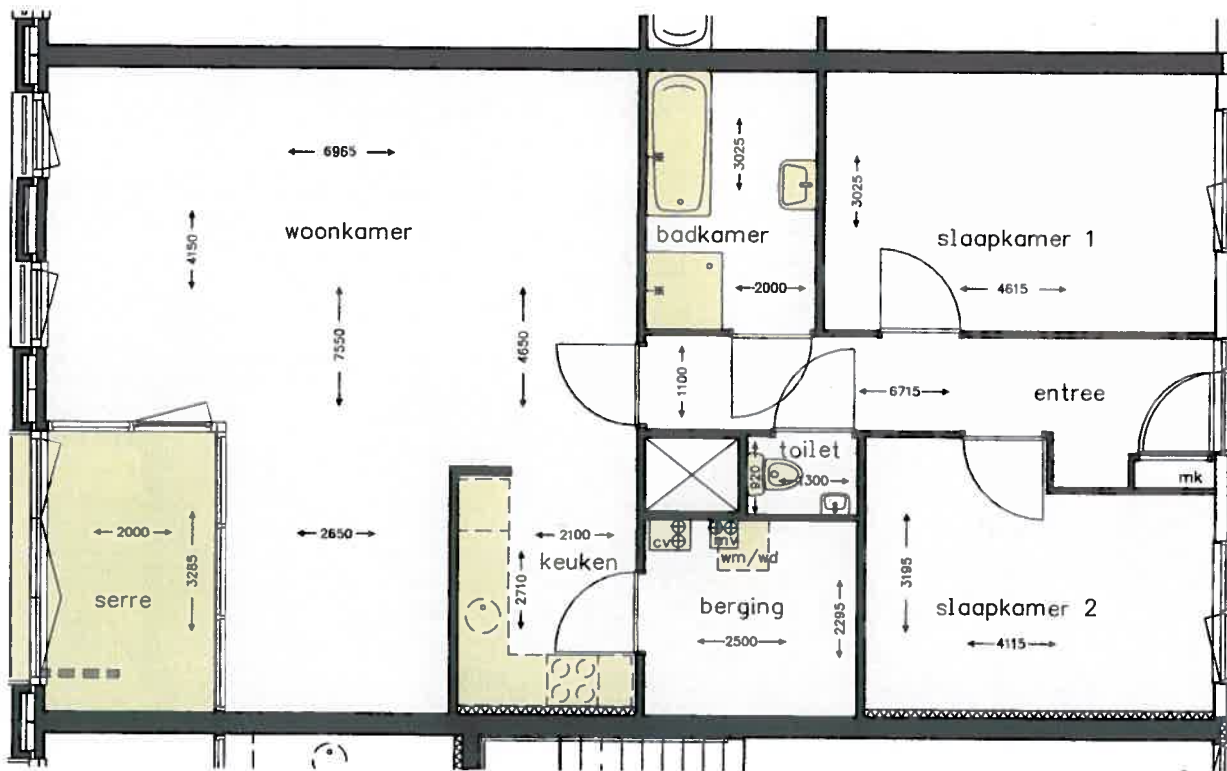 6965
3025
3025
4150
woonkamer
badkamer
slaapkamer 1
2000
4615
7550
4650
1100
6715
entree
toilet
920
1300
mk
2000
3285
2650
2100
keuken
2710
cv
mv
wm/wd
serre
berging
2500
2295
3195
slaapkamer 2
4115